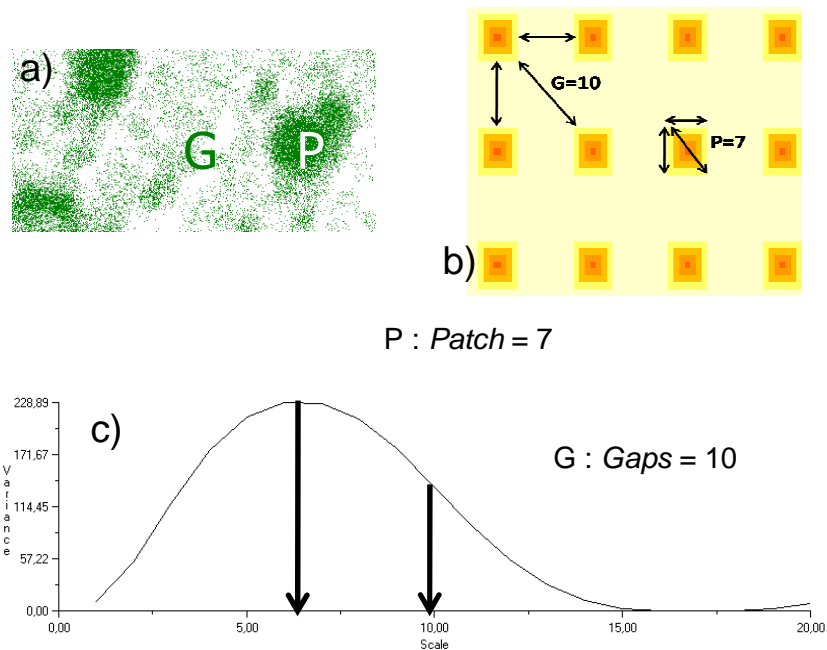 a)
G
P
G=10
P=7
b)
P : Patch = 7
c)
G : Gaps = 10
228,89
171,67
114,45
57,22
0,00
Variance
0,00
5,00
10,00
15,00
20,00
Scale